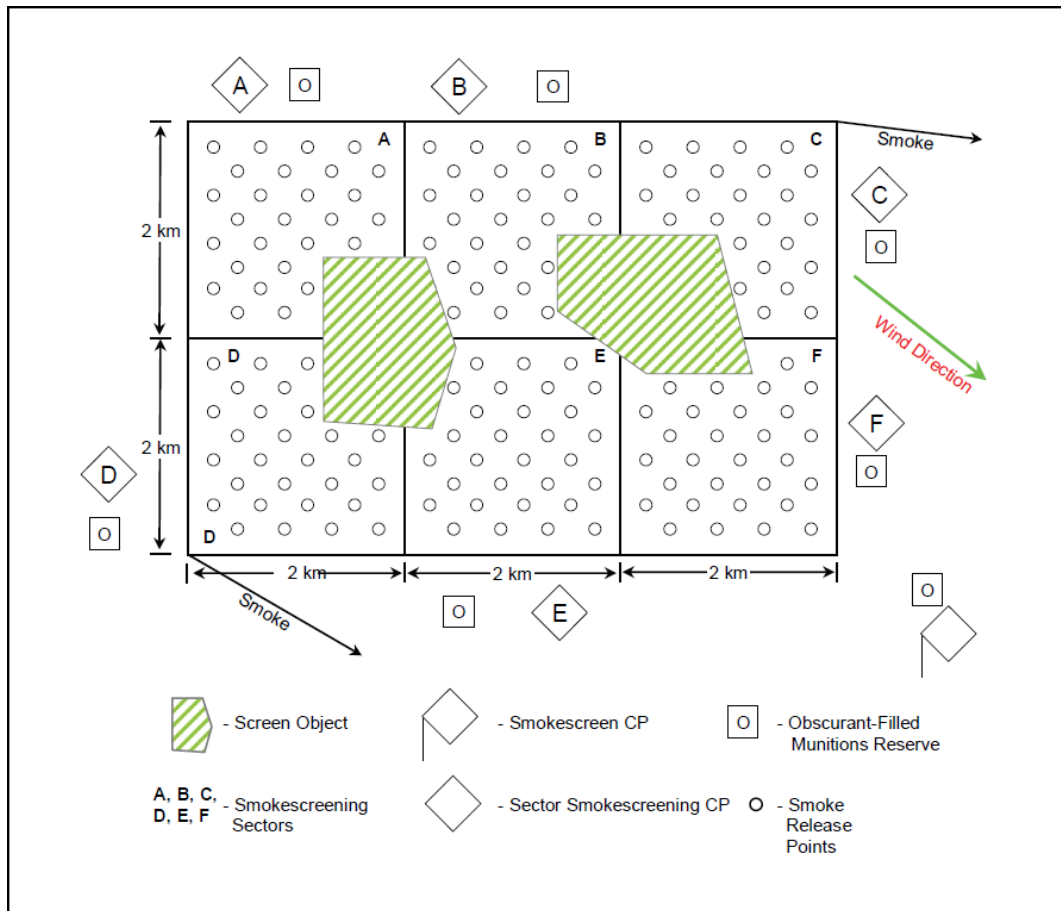 A
O
B
O
A
B
C
Smoke
C
O
2 km
Wind Direction
D
E
F
F
O
2 km
D
O
D
2 km
2 km
2 km
Smoke
O
E
O
- Screen Object
- Smokescreen CP
O
- Obscurant-Filled
Munitions Reserve
A, B, C,
D, E, F
- Smokescreening
Sectors
- Sector Smokescreening CP
- Smoke
Release
Points